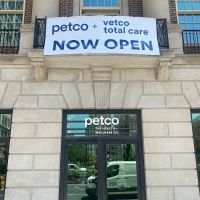 petco + vetco
total care
NOW OPEN
petco
THE HEALTH +
WELLNESS CO.